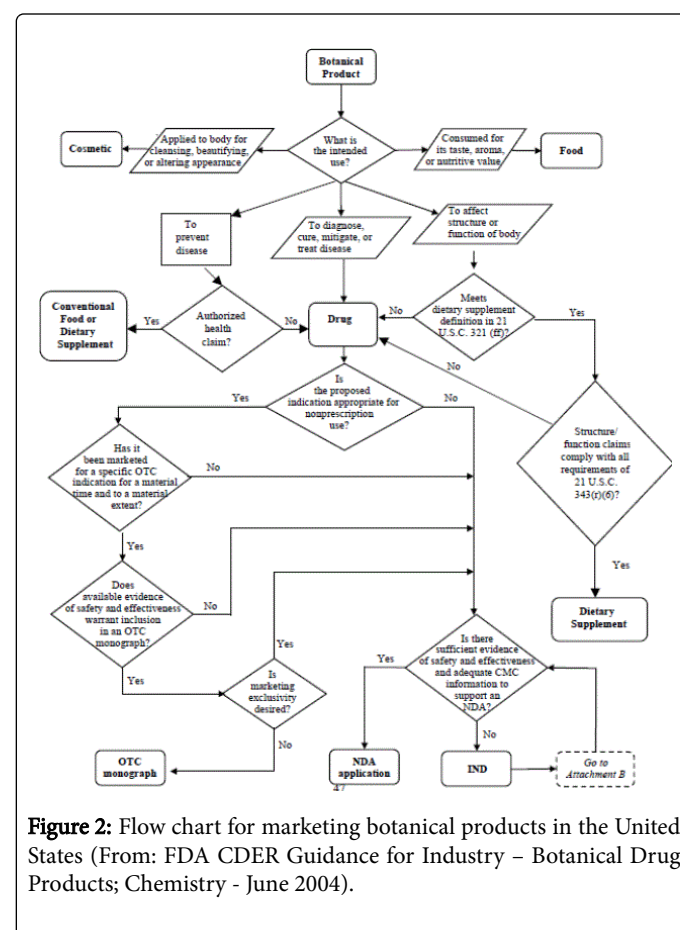 Botanical
Product
What is
the intended
use?
Applied to body for
cleansing, beautifying,
or altering appearance
Cosmetic
Consumed for
its taste, aroma,
or nutritive value
Food
To
prevent
disease
To diagnose,
cure, mitigate, or
treat disease
To affect
structure or
function of body
Conventional
Food or
Dietary
Supplement
Yes
Authorized
health
claim?
No
Drug
No
Meets
dietary supplement
definition in 21
U.S.C. 321 (ff)?
Yes
No
Is
the proposed
indication appropriate for
nonprescription
use?
Yes
No
Structure/
function claims
comply with all
requirements of
21 U.S.C.
343(r)(6)?
Has it
been marketed
for a specific OTC
indication for a material
time and to a material
extent?
No
Yes
Yes
Dietary
Supplement
Does
available evidence
of safety and effectiveness
warrant inclusion
in an OTC
monograph?
No
Yes
Is
marketing
exclusivity
desired?
Yes
No
Is there
sufficient evidence
of safety and effectiveness
and adequate CMC
information to
support an
NDA?
Yes
No
OTC
monograph
NDA
application
IND
Go to
Attachment B
47
Figure 2: Flow chart for marketing botanical products in the United
States (From: FDA CDER Guidance for Industry – Botanical Drug
Products; Chemistry - June 2004).